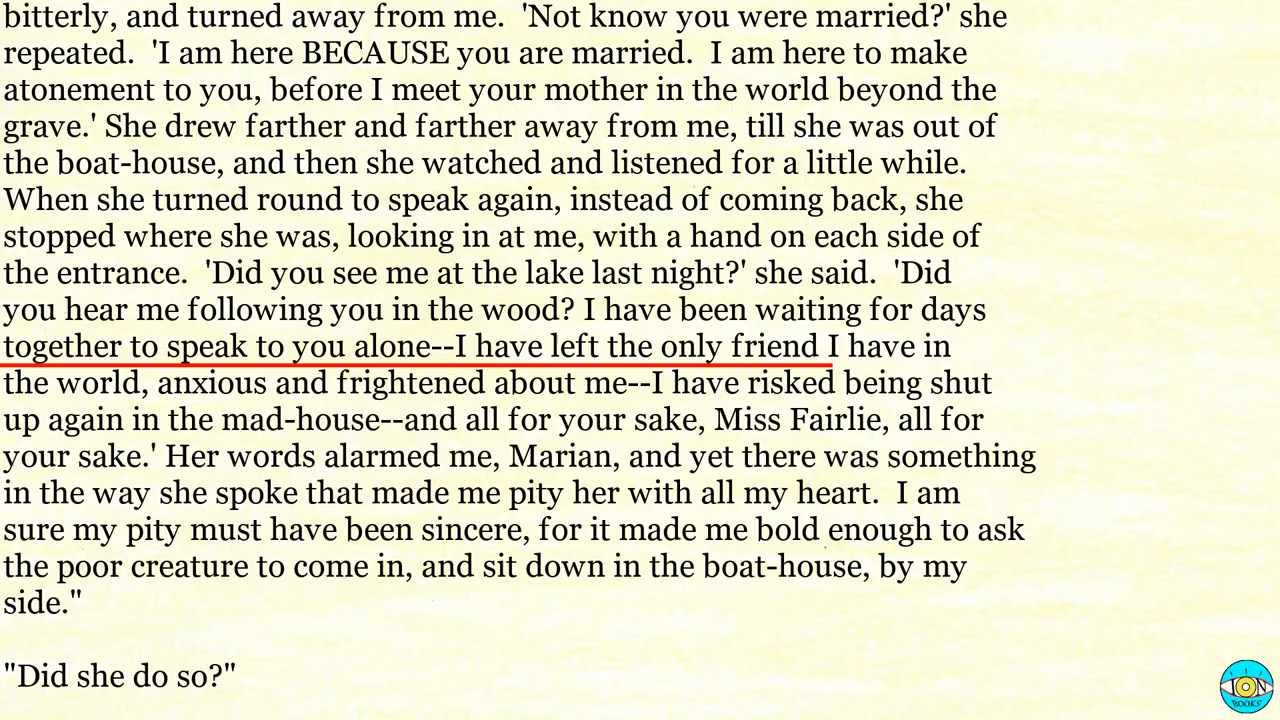 bitterly, and turned away from me.  'Not know you were married?' she
repeated.  'I am here BECAUSE you are married.  I am here to make
atonement to you, before I meet your mother in the world beyond the
grave.' She drew farther and farther away from me, till she was out of
the boat-house, and then she watched and listened for a little while.
When she turned round to speak again, instead of coming back, she
stopped where she was, looking in at me, with a hand on each side of
the entrance.  'Did you see me at the lake last night?' she said.  'Did
you hear me following you in the wood? I have been waiting for days
together to speak to you alone--I have left the only friend I have in
the world, anxious and frightened about me--I have risked being shut
up again in the mad-house--and all for your sake, Miss Fairlie, all for
your sake.' Her words alarmed me, Marian, and yet there was something
in the way she spoke that made me pity her with all my heart.  I am
sure my pity must have been sincere, for it made me bold enough to ask
the poor creature to come in, and sit down in the boat-house, by my
side."
"Did she do so?"
ION
BOOKS